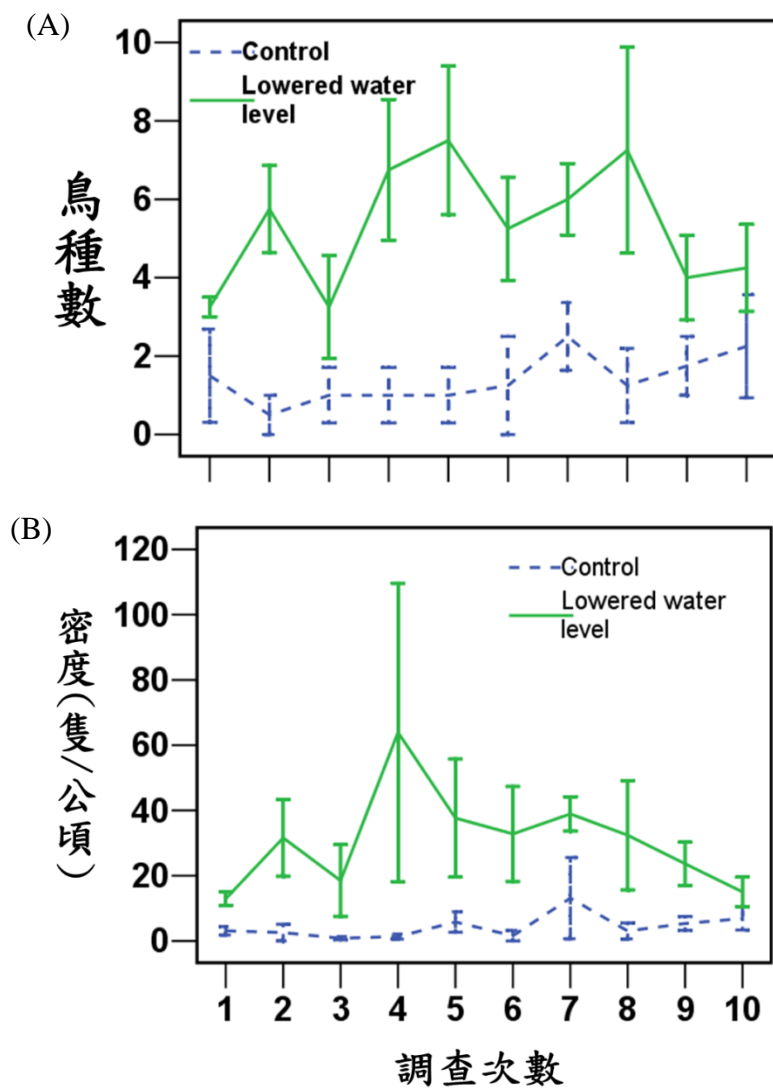 (A)
10
8
6
4
2
0
鳥種數
Control
Lowered water
level
(B)
120
100
80
60
40
20
0
密度(隻/公頃)
Control
Lowered water
level
1 2 3 4 5 6 7 8 9 10
調查次數